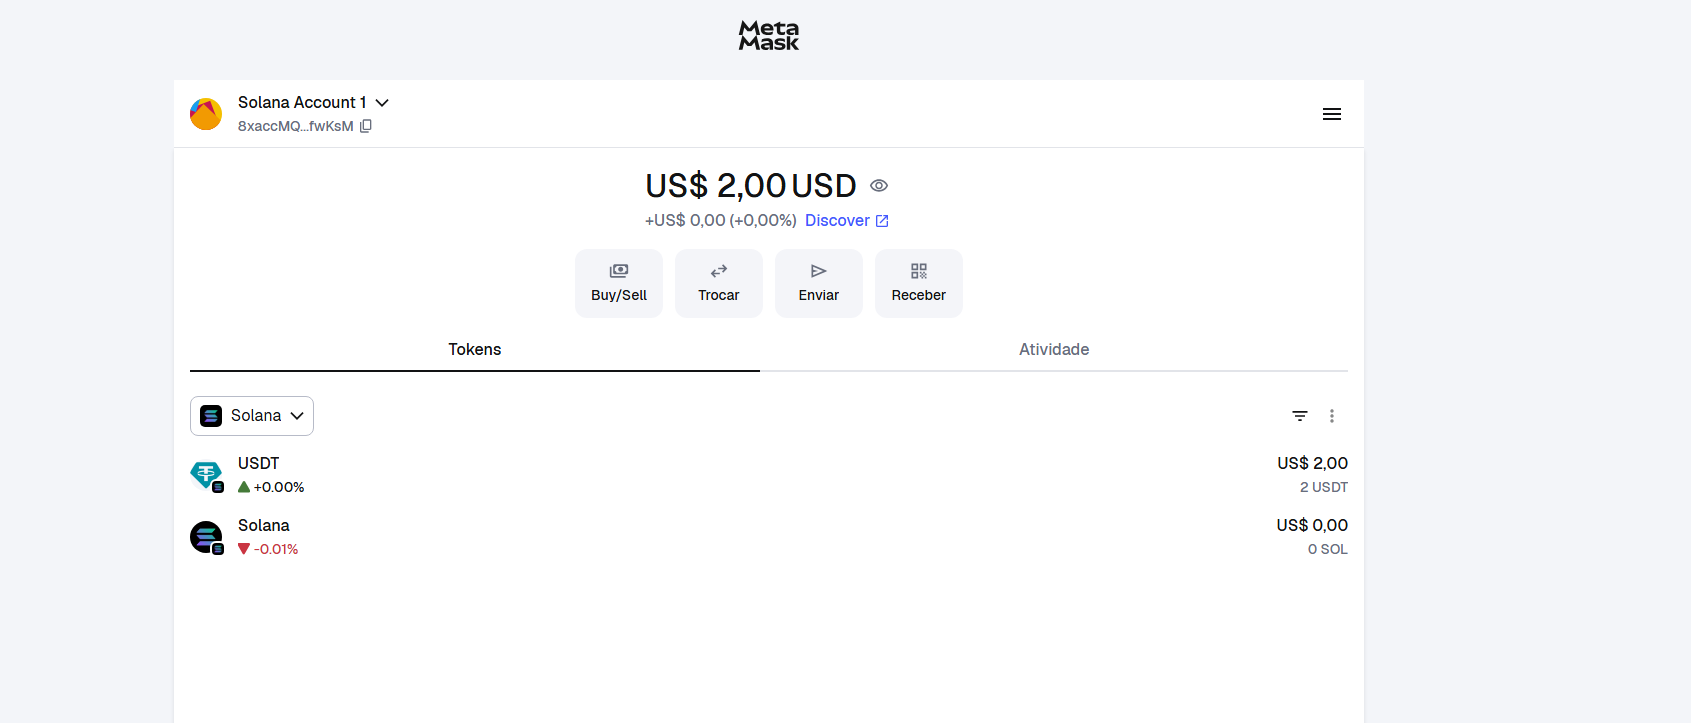 Meta
Mask
Solana Account 1
8xaccMQ...fwKsM
US$ 2,00 USD
+US$ 0,00 (+0,00%) Discover
Buy/Sell
Trocar
Enviar
Receber
Tokens
Atividade
Solana
USDT
US$ 2,00
+0.00%
2 USDT
Solana
US$ 0,00
-0.01%
0 SOL